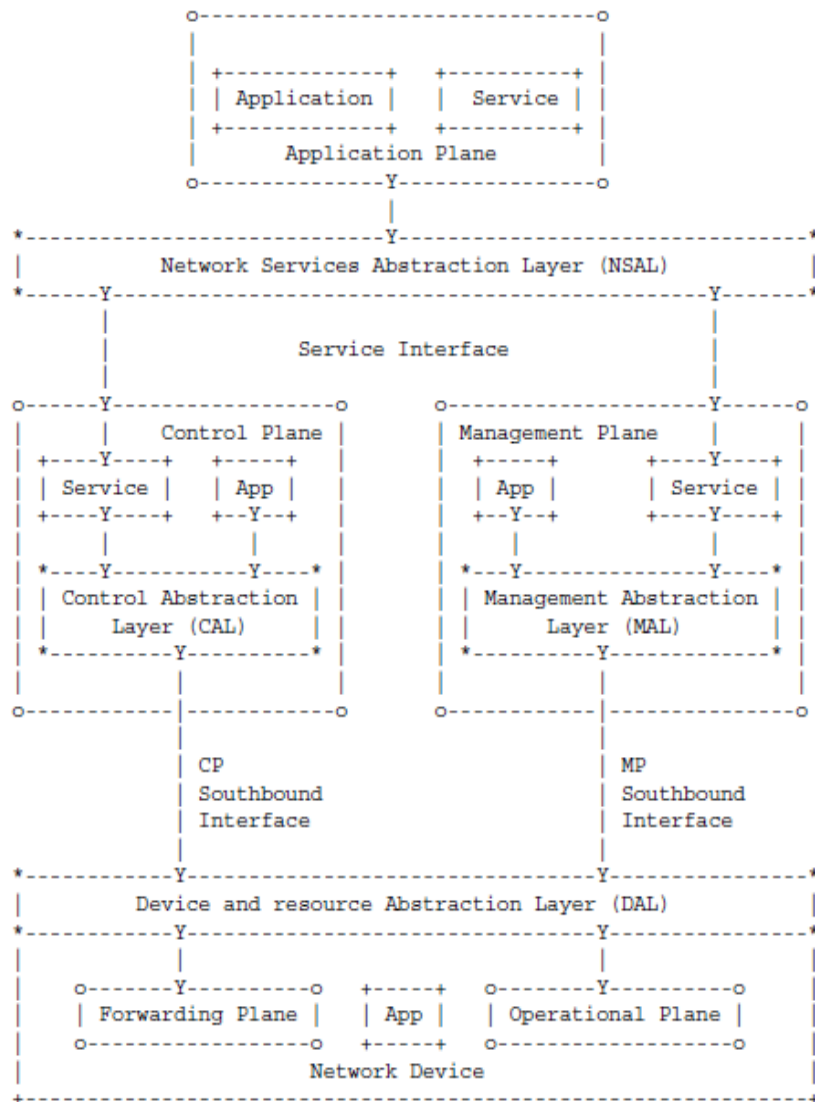 Application Service
Application Plane
Network Services Abstraction Layer (NSAL)
Service Interface
Control Plane Management Plane
Service App App Service
Control Abstraction Management Abstraction
Layer (CAL) Layer (MAL)
CP MP
Southbound Southbound
Interface Interface
Device and resource Abstraction Layer (DAL)
Forwarding Plane App Operational Plane
Network Device